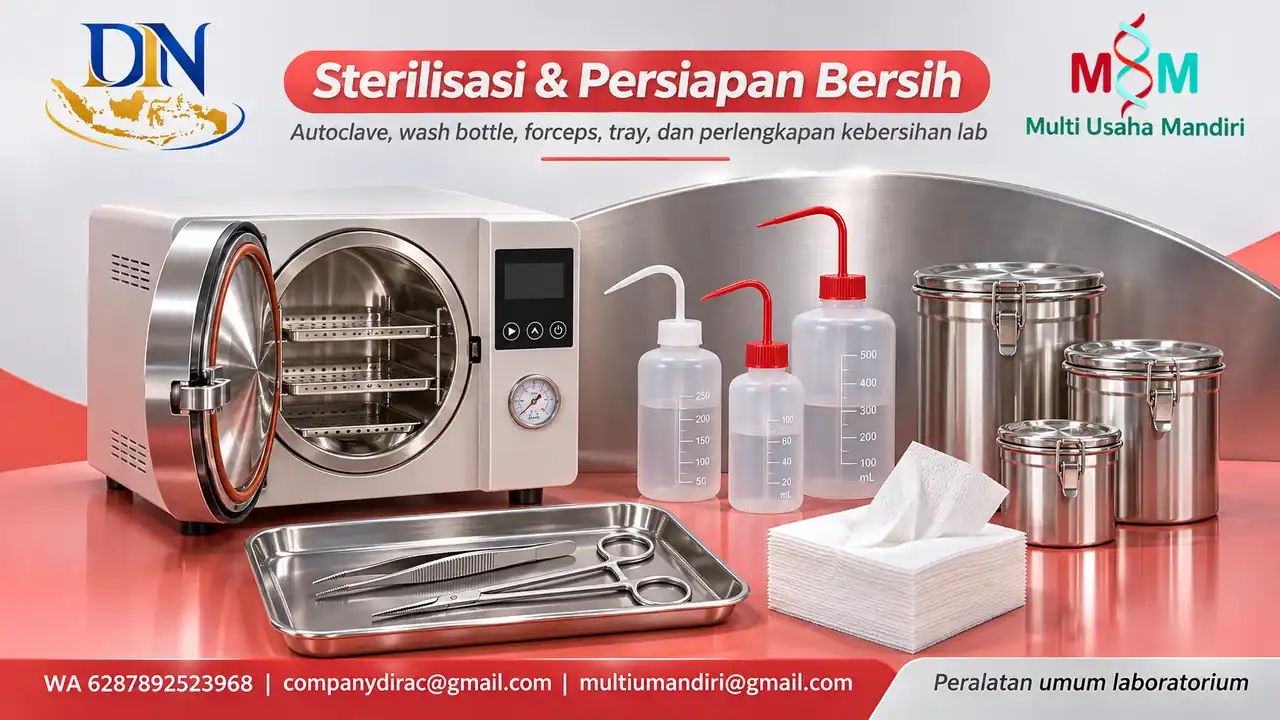 DIN
Sterilisasi & Persiapan Bersih
Autoclave, wash bottle, forceps, tray, dan perlengkapan kebersihan lab
M M
Multi Usaha Mandiri
250
200
150
100
50
100
60
40
20
mL
500
400
300
200
100
mL
WA 6287892523968 | companydirac@gmail.com | multiumandiri@gmail.com
Peralatan umum laboratorium